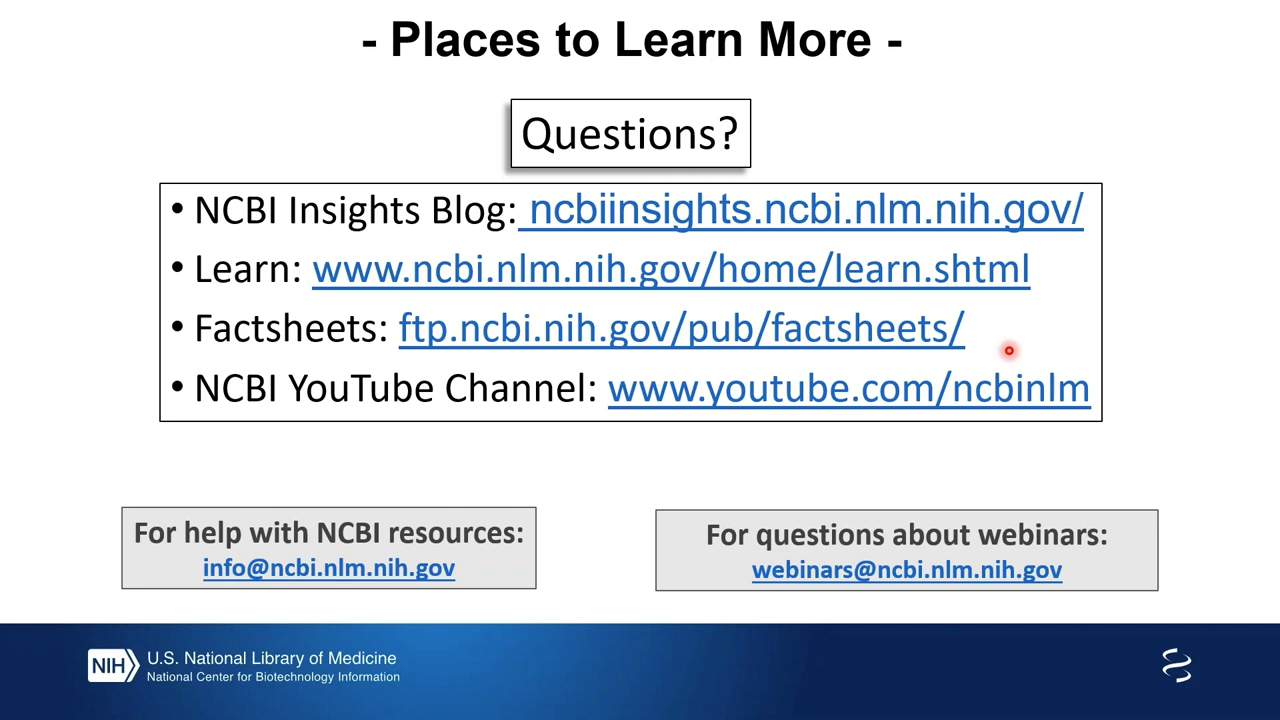 - Places to Learn More -
Questions?
• NCBI Insights Blog: ncbiinsights.ncbi.nlm.nih.gov/
• Learn: www.ncbi.nlm.nih.gov/home/learn.shtml
• Factsheets: ftp.ncbi.nih.gov/pub/factsheets/
• NCBI YouTube Channel: www.youtube.com/ncbinlm
For help with NCBI resources:
info@ncbi.nlm.nih.gov
For questions about webinars:
webinars@ncbi.nlm.nih.gov
NIH
U.S. National Library of Medicine
National Center for Biotechnology Information